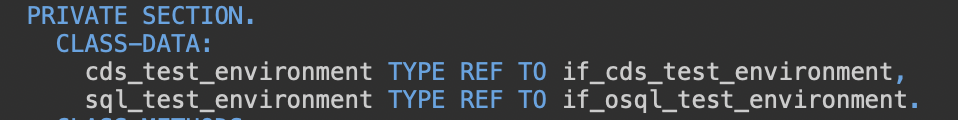 PRIVATE SECTION.
CLASS-DATA:
cds_test_environment TYPE REF TO if_cds_test_environment,
sql_test_environment TYPE REF TO if_osql_test_environment.